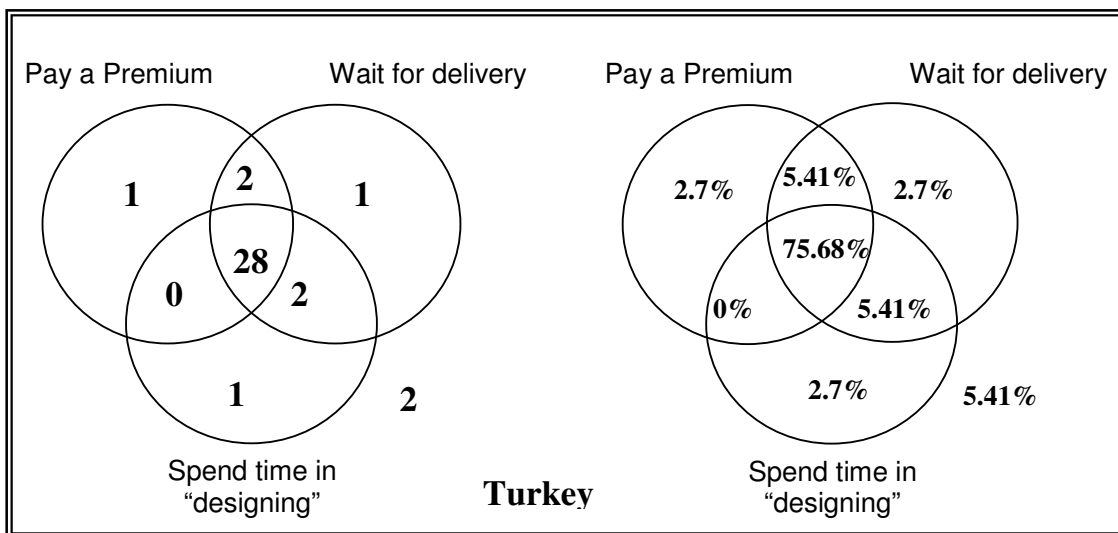 Pay a Premium Wait for delivery
1
2
1
28
0
2
1
2
Spend time in
“designing”
Turkey
Pay a Premium Wait for delivery
2.7%
5.41%
2.7%
75.68%
0%
5.41%
2.7%
5.41%
Spend time in
“designing”